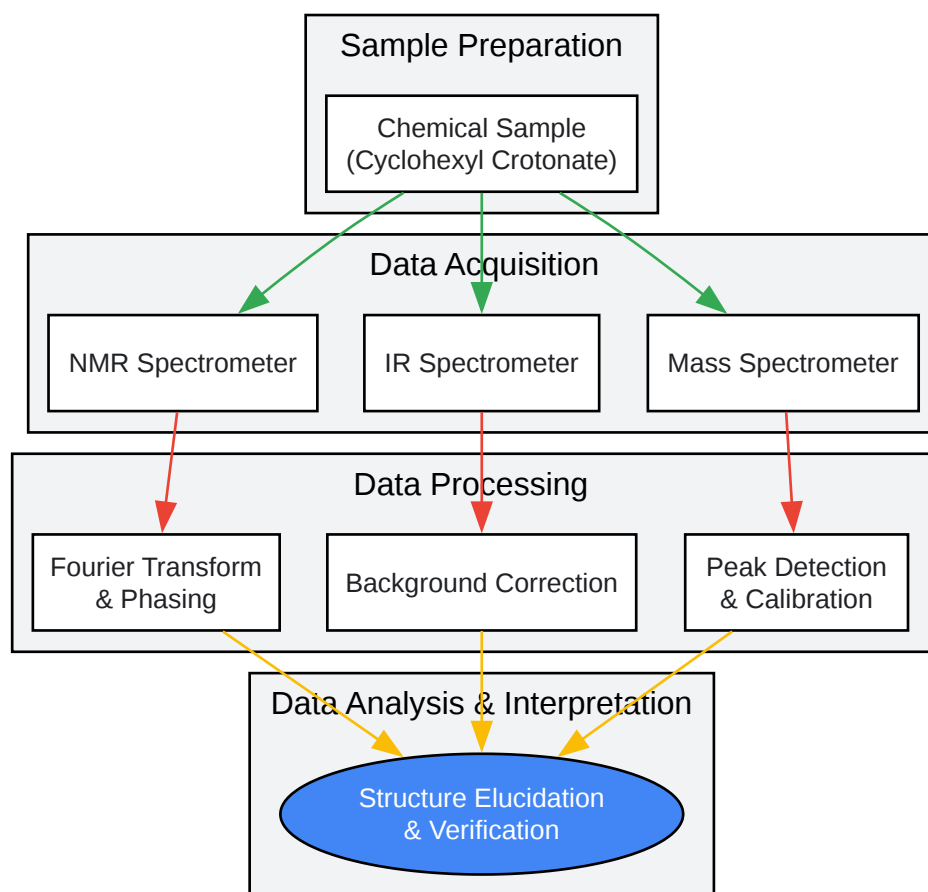 Sample Preparation
Chemical Sample
(Cyclohexyl Crotonate)
Data Acquisition
NMR Spectrometer
IR Spectrometer
Mass Spectrometer
Data Processing
Fourier Transform
& Phasing
Background Correction
Peak Detection
& Calibration
Data Analysis & Interpretation
Structure Elucidation
& Verification